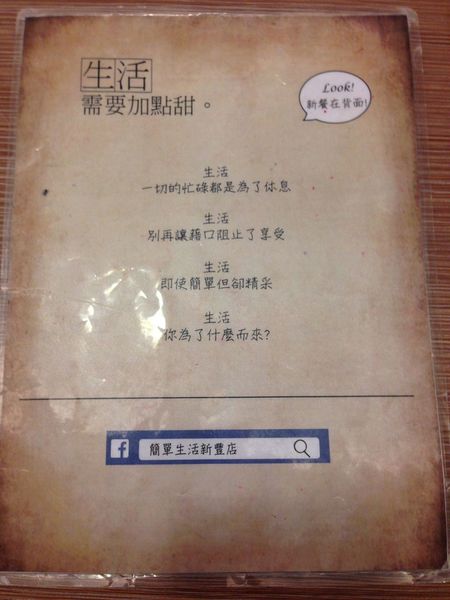 生活
需要加點甜。
Look!
新餐在背面!
生活
一切的忙碌都是為了休息
生活
別再讓藉口阻止了享受
生活
即使簡單但卻精采
生活
你為了什麼而來?
f 簡單生活新豐店